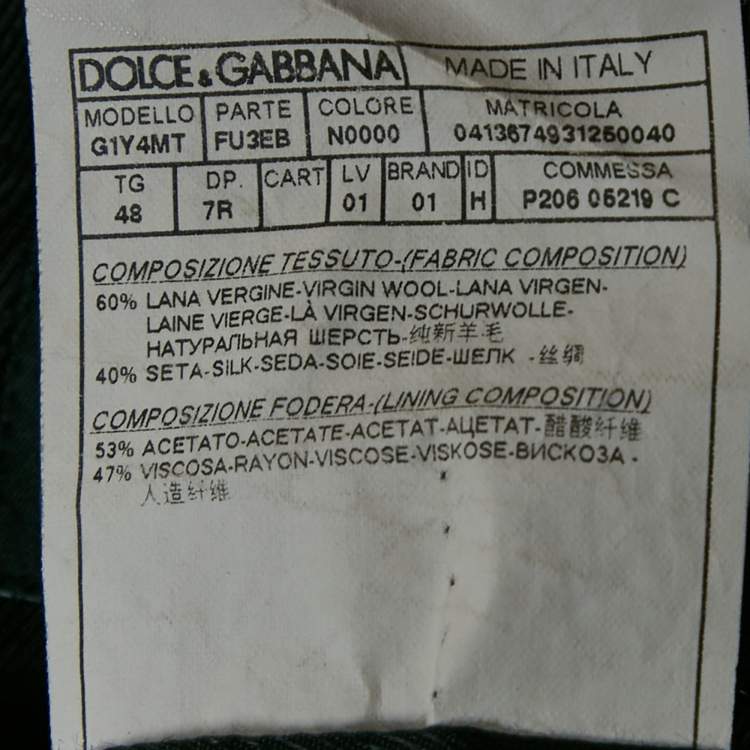 DOLCE & GABBANA MADE IN ITALY
MODELLO PARTE COLORE MATRICOLA
G1Y4MT FU3EB N0000 0413674931250040
TG DP. CART LV BRAND ID COMMESSA
48 7R 01 01 H P206 05219 C
COMPOSIZIONE TESSUTO-(FABRIC COMPOSITION)
60% LANA VERGINE-VIRGIN WOOL-LANA VIRGEN-
LAINE VIERGE-LÀ VIRGEN-SCHURWOLLE-
НАТУРАЛЬНАЯ ШЕРСТЬ-纯新羊毛
40% SETA-SILK-SEDA-SOIE-SEIDE-ШЕЛК -丝绸
COMPOSIZIONE FODERA-(LINING COMPOSITION)
53% ACETATO-ACETATE-ACETAT-АЦЕТАТ-醋酸纤维
47% VISCOSA-RAYON-VISCOSE-VISKOSE-ВИСКОЗА -
人造纤维